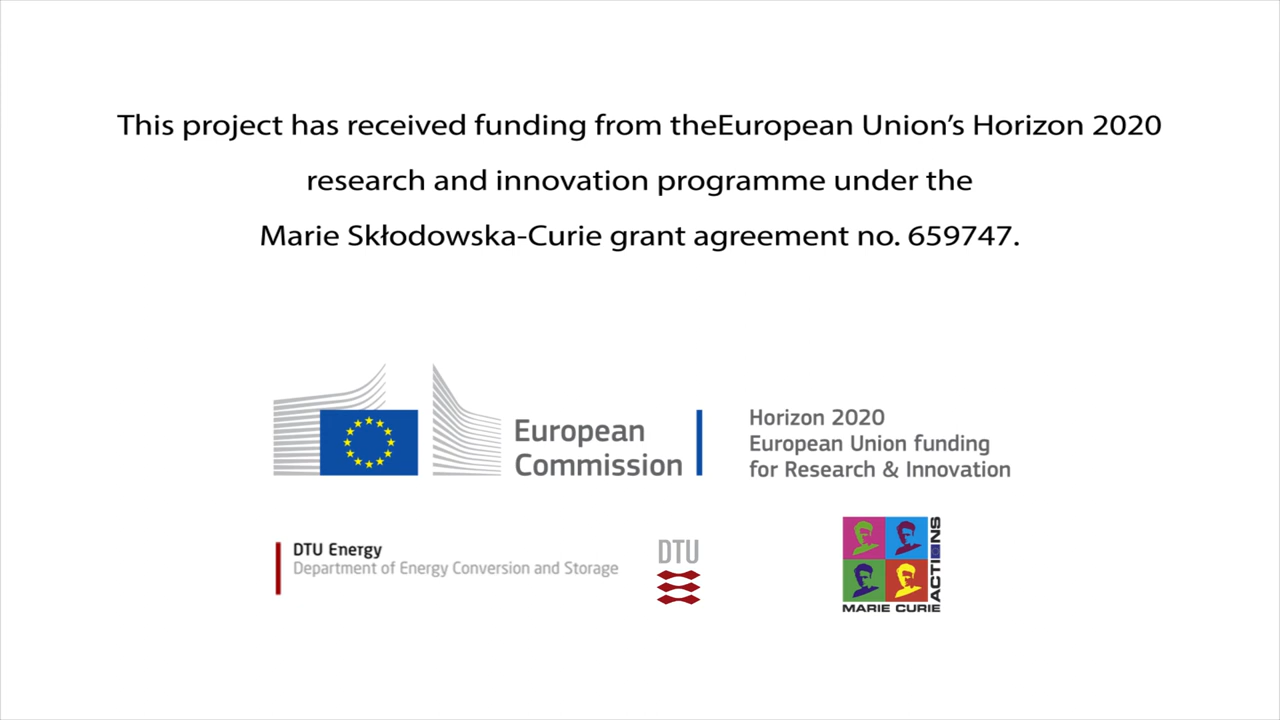 This project has received funding from theEuropean Union’s Horizon 2020
research and innovation programme under the
Marie Skłodowska-Curie grant agreement no. 659747.
European
Commission
Horizon 2020
European Union funding
for Research & Innovation
DTU Energy
Department of Energy Conversion and Storage
DTU
MARIE CURIE
ACTIONS